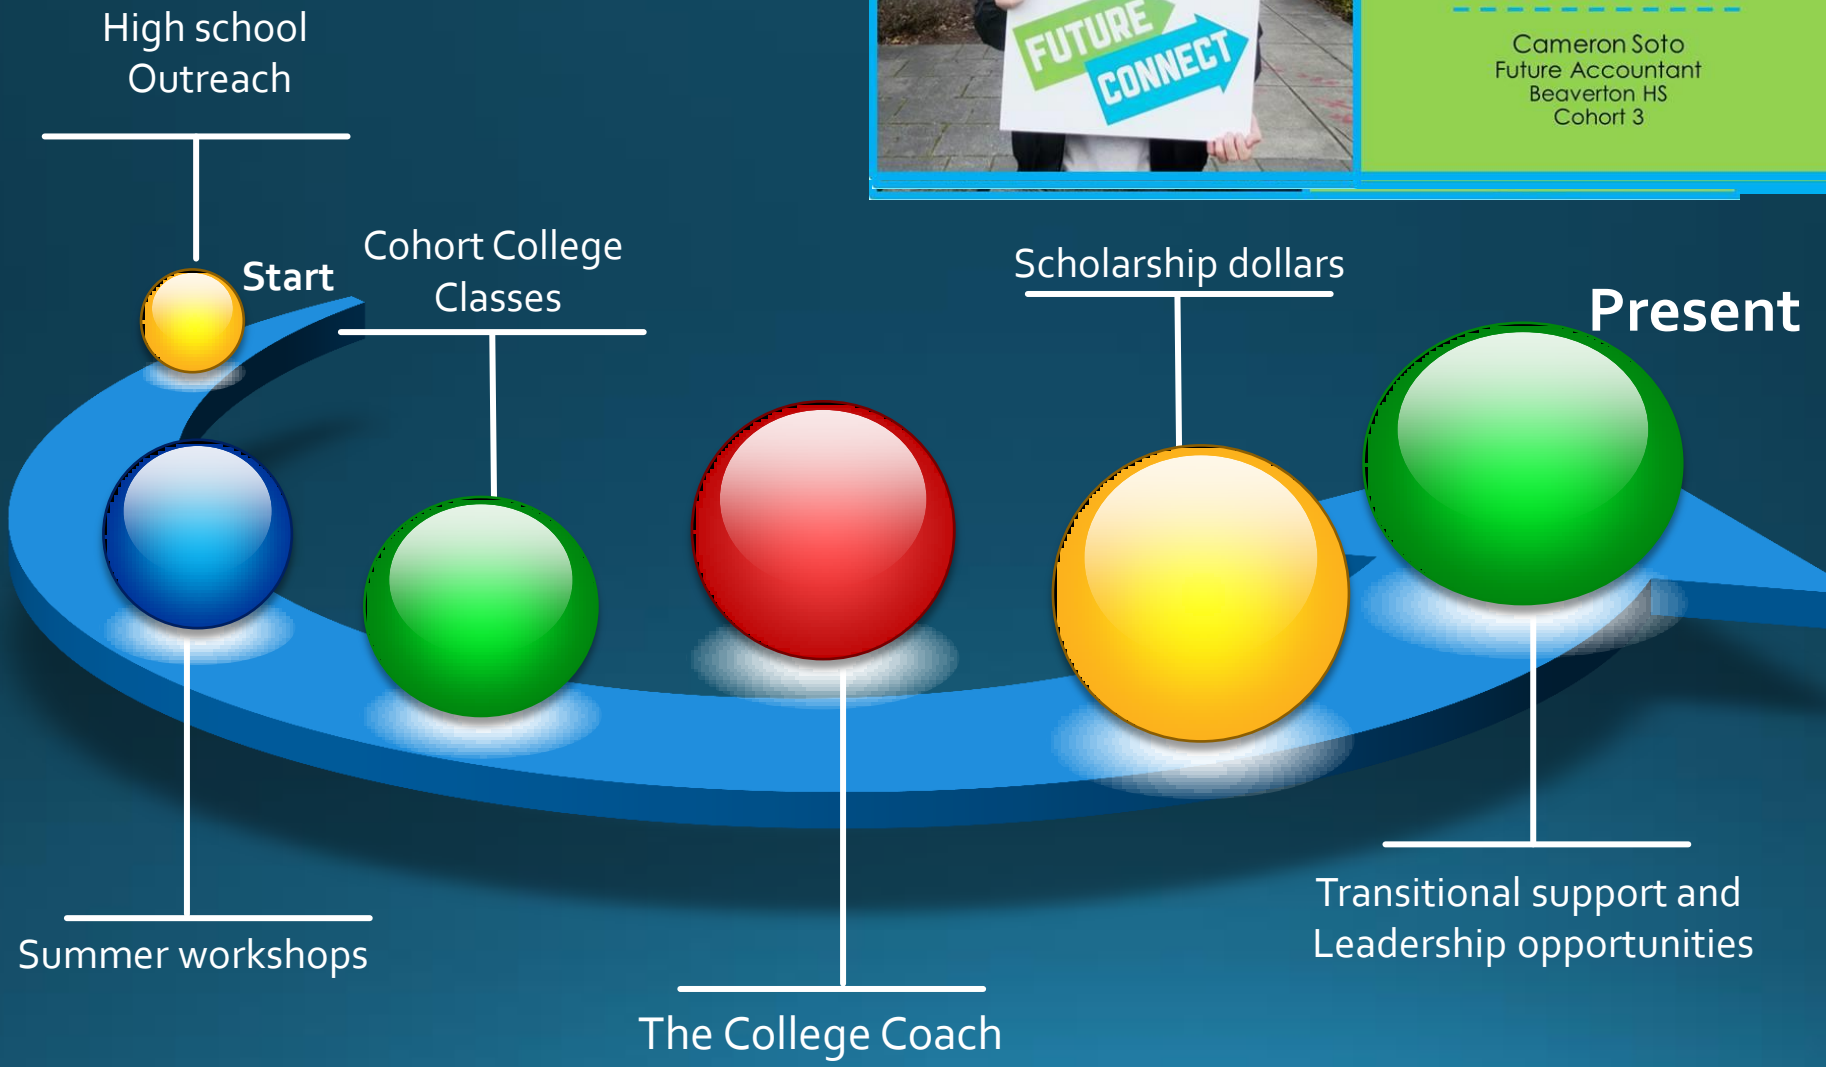 High school
Outreach
FUTURE
CONNECT
Cameron Soto
Future Accountant
Beaverton HS
Cohort 3
Start
Cohort College
Classes
Scholarship dollars
Present
Summer workshops
The College Coach
Transitional support and
Leadership opportunities